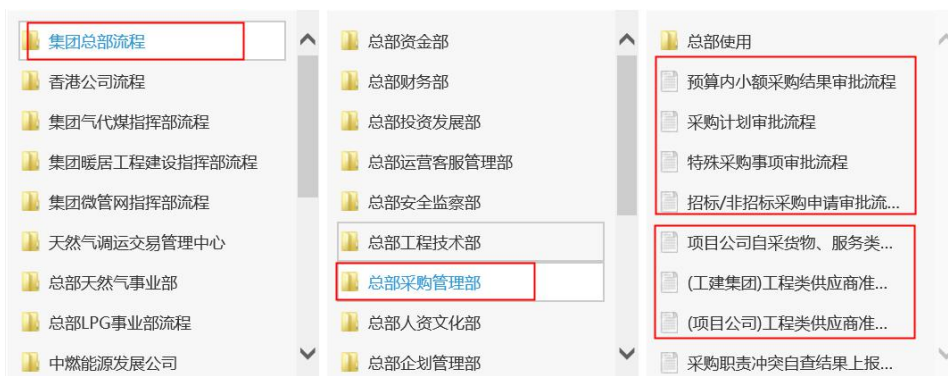 集团总部流程
香港公司流程
集团气代煤指挥部流程
集团暖居工程建设指挥部流程
集团微管网指挥部流程
天然气调运交易管理中心
总部天然气事业部
总部LPG事业部流程
中燃能源发展公司
总部资金部
总部财务部
总部投资发展部
总部运营客服管理部
总部安全监察部
总部工程技术部
总部采购管理部
总部人资文化部
总部企划管理部
总部使用
预算内小额采购结果审批流程
采购计划审批流程
特殊采购事项审批流程
招标/非招标采购申请审批流...
项目公司自采货物、服务类...
(工建集团)工程类供应商准...
(项目公司)工程类供应商准...
采购职责冲突自查结果上报...